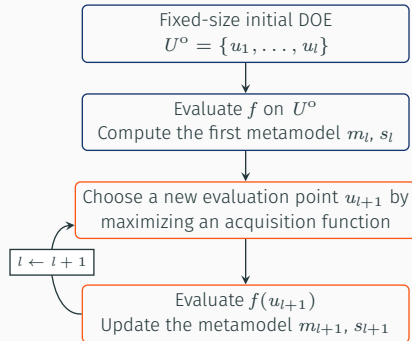 Fixed-size initial DOE
U° = {u₁, . . . , uₗ}
Evaluate f on U°
Compute the first metamodel mₗ, sₗ
Choose a new evaluation point uₗ₊₁ by
maximizing an acquisition function
l ← l + 1
Evaluate f(uₗ₊₁)
Update the metamodel mₗ₊₁, sₗ₊₁